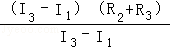 (I₃ − I₁) (R₂+R₃)
I₃ − I₁